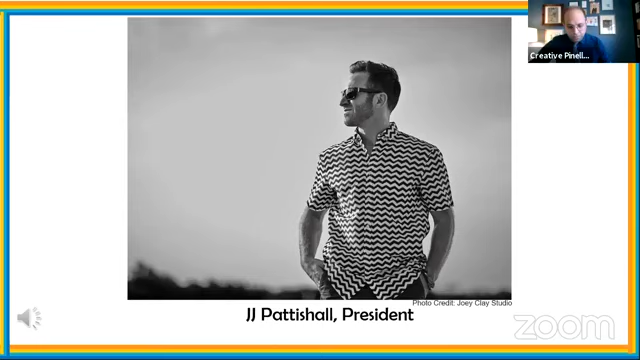 Creative Pinell...
Photo Credit: Joey Clay Studio
JJ Pattishall, President
zoom